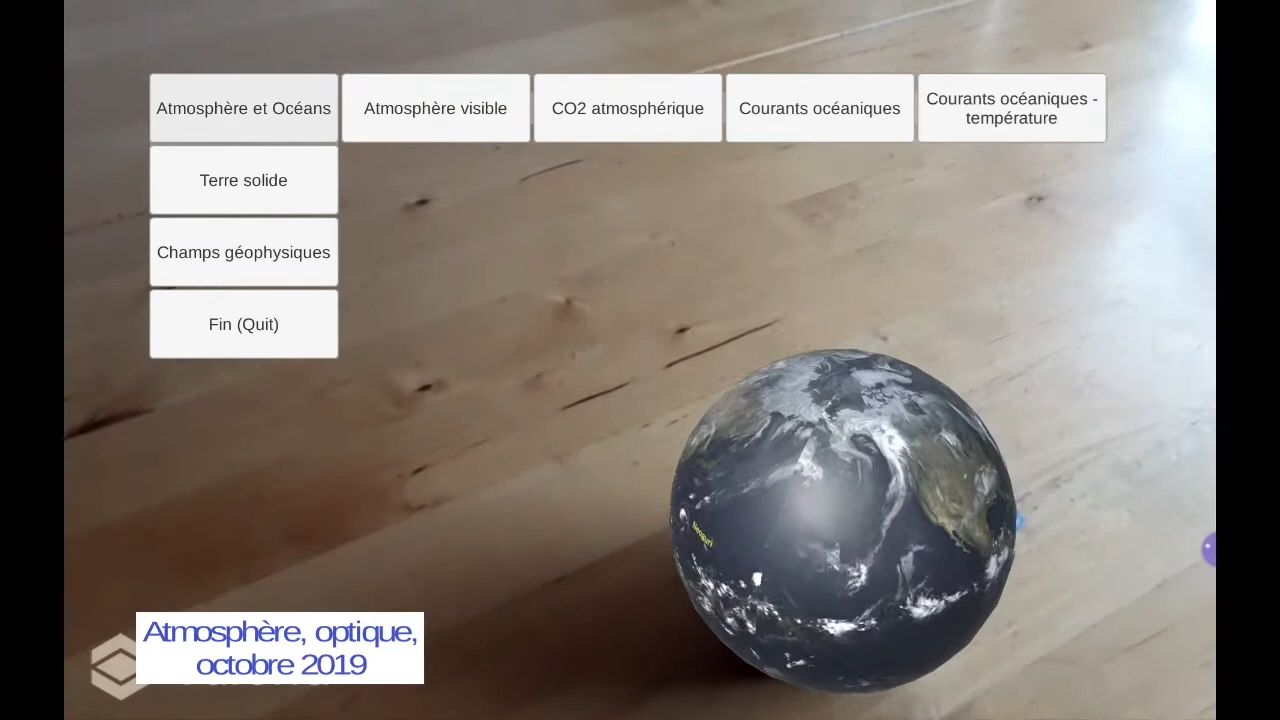 Atmosphère et Océans
Atmosphère visible
CO2 atmosphérique
Courants océaniques
Courants océaniques -
température
Terre solide
Champs géophysiques
Fin (Quit)
Neoguri
Atmosphère, optique,
octobre 2019